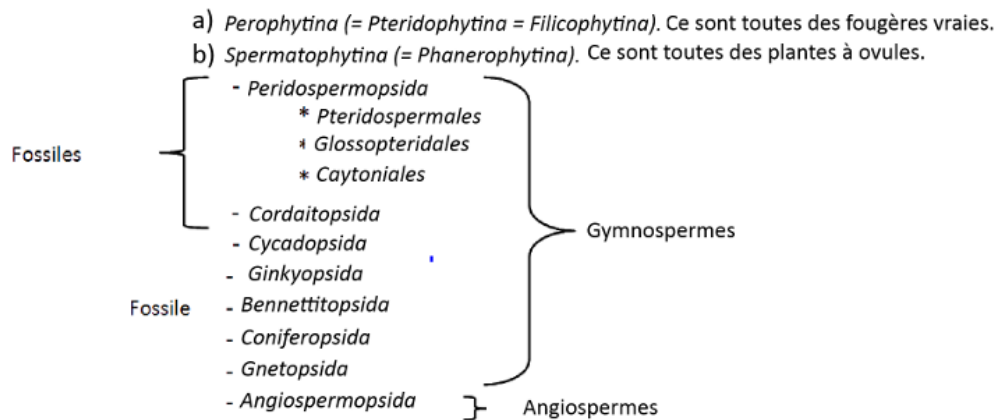 a) Perophytina (= Pteridophytina = Filicophytina). Ce sont toutes des fougères vraies.
b) Spermatophytina (= Phanerophytina). Ce sont toutes des plantes à ovules.
- Peridospermopsida
* Pteridospermales
* Glossopteridales
Fossiles
* Caytoniales
- Cordaitopsida
Gymnospermes
- Cycadopsida
- Ginkyopsida
Fossile - Bennettitopsida
- Coniferopsida
- Gnetopsida
- Angiospermopsida Angiospermes